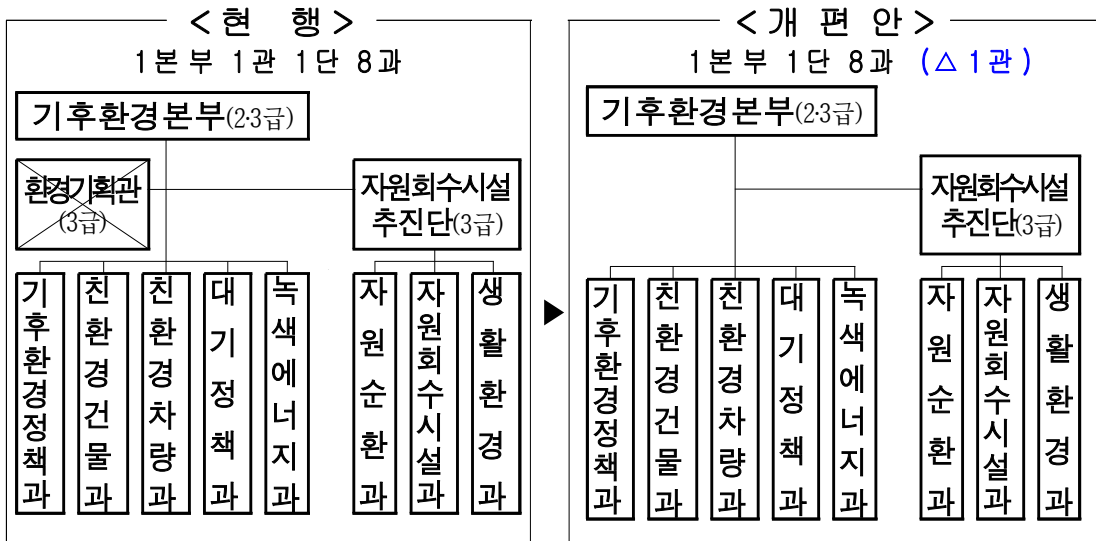 <현 행>
1본부 1관 1단 8과
기후환경본부(2·3급)
환경기획관
(3급)
자원회수시설
추진단(3급)
기후환경정책과
친환경건물과
친환경차량과
대기정책과
녹색에너지과
자원순환과
자원회수시설과
생활환경과
▶
<개 편 안>
1본부 1단 8과 (△1관)
기후환경본부(2·3급)
자원회수시설
추진단(3급)
기후환경정책과
친환경건물과
친환경차량과
대기정책과
녹색에너지과
자원순환과
자원회수시설과
생활환경과